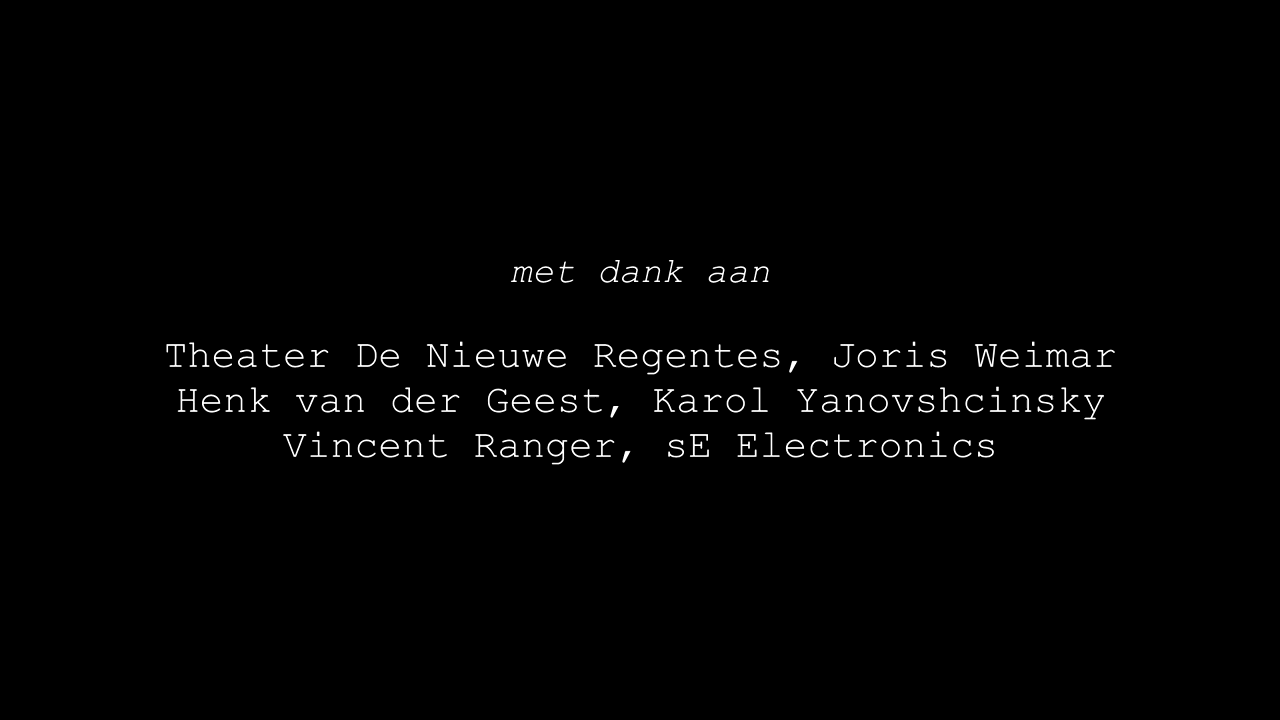 met dank aan
Theater De Nieuwe Regentes, Joris Weimar
Henk van der Geest, Karol Yanovshcinsky
Vincent Ranger, sE Electronics